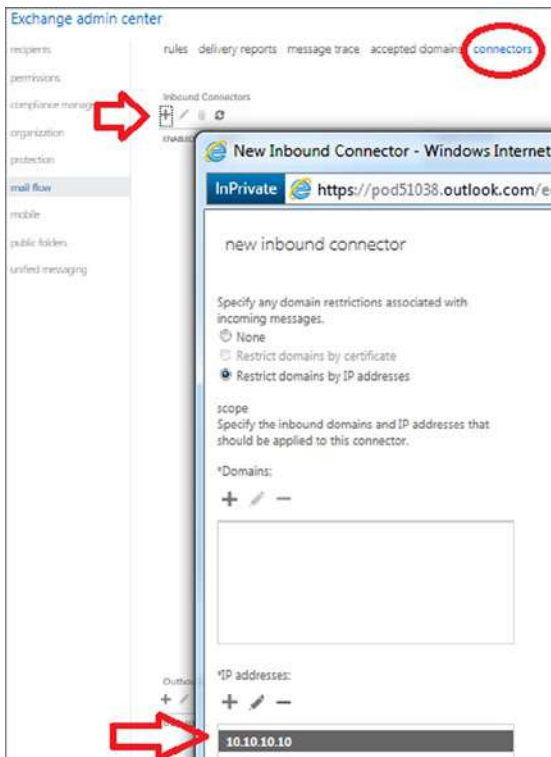 Exchange admin center
recipients
permissions
compliance manage
organization
protection
mail flow
mobile
public folders
unified messaging
rules delivery reports message trace accepted domains connectors
Inbound Connectors
ENABLED
New Inbound Connector - Windows Internet
InPrivate https://pod51038.outlook.com/e
new inbound connector
Specify any domain restrictions associated with
incoming messages.
None
Restrict domains by certificate
Restrict domains by IP addresses
scope
Specify the inbound domains and IP addresses that
should be applied to this connector.
*Domains:
*IP addresses:
10.10.10.10
Outbou